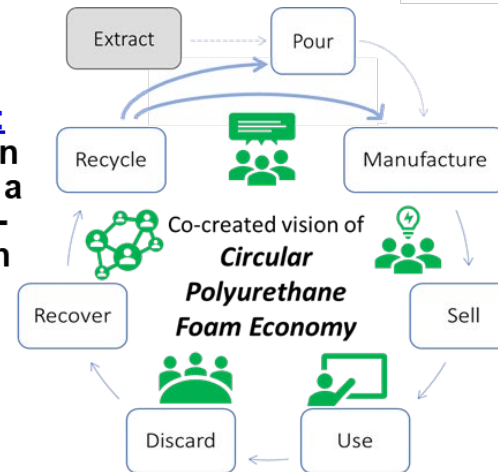 Extract
Pour
Recycle
Manufacture
n
a
-
n
Co-created vision of
Circular
Polyurethane
Foam Economy
Recover
Sell
Discard
Use